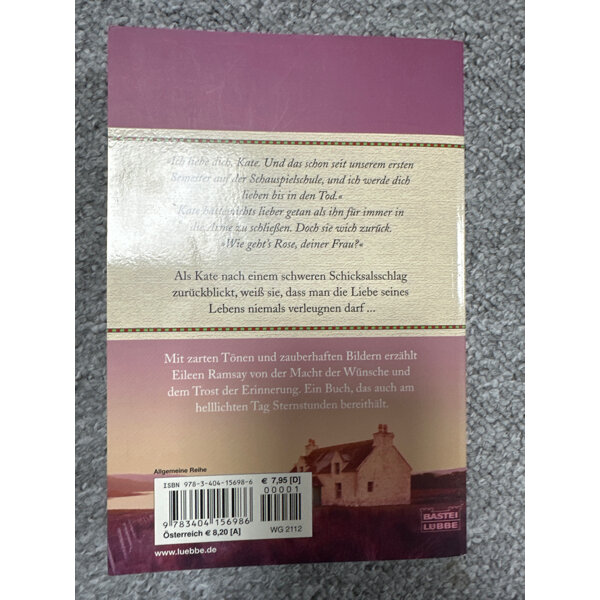 »Ich liebe dich, Kate. Und das schon seit unserem ersten
Semester auf der Schauspielschule, und ich werde dich
lieben bis in den Tod.«
Kate hätte nichts lieber getan als ihn für immer in
die Arme zu schließen. Doch sie wich zurück.
»Wie geht's Rose, deiner Frau?«
Als Kate nach einem schweren Schicksalsschlag
zurückblickt, weiß sie, dass man die Liebe seines
Lebens niemals verleugnen darf ...
Mit zarten Tönen und zauberhaften Bildern erzählt
Eileen Ramsay von der Macht der Wünsche und
dem Trost der Erinnerung. Ein Buch, das auch am
helllichten Tag Sternstunden bereithält.
Allgemeine Reihe
ISBN 978-3-404-15698-6
€ 7,95 [D]
00001
9 783404 156986
WG 2112
Österreich € 8,20 [A]
www.luebbe.de
BASTEI
LÜBBE